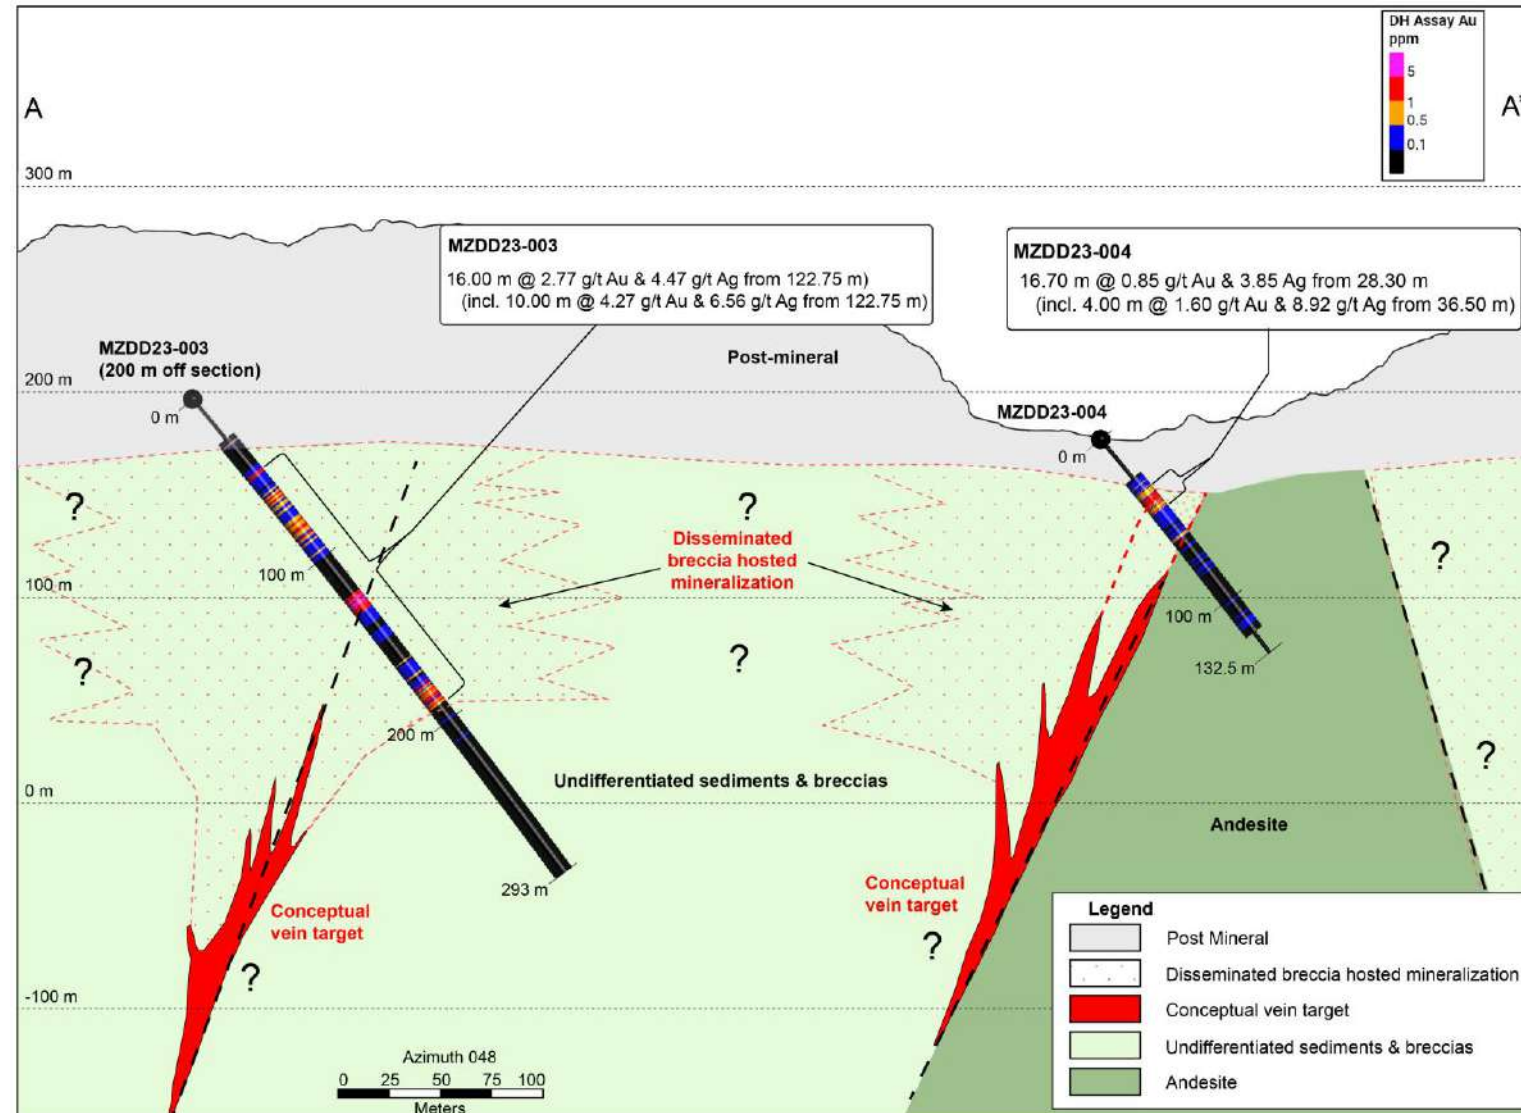 DH Assay Au
ppm
5
1
0.5
0.1
A
A'
300 m
MZDD23-003
16.00 m @ 2.77 g/t Au & 4.47 g/t Ag from 122.75 m)
(incl. 10.00 m @ 4.27 g/t Au & 6.56 g/t Ag from 122.75 m)
MZDD23-004
16.70 m @ 0.85 g/t Au & 3.85 Ag from 28.30 m
(incl. 4.00 m @ 1.60 g/t Au & 8.92 g/t Ag from 36.50 m)
MZDD23-003
(200 m off section)
Post-mineral
200 m
0 m
MZDD23-004
0 m
?
?
?
Disseminated
breccia hosted
mineralization
100 m
100 m
100 m
?
?
?
132.5 m
200 m
0 m
Undifferentiated sediments & breccias
Andesite
293 m
Conceptual
vein target
Conceptual
vein target
?
?
-100 m
Azimuth 048
0 25 50 75 100
Meters
Legend
Post Mineral
Disseminated breccia hosted mineralization
Conceptual vein target
Undifferentiated sediments & breccias
Andesite